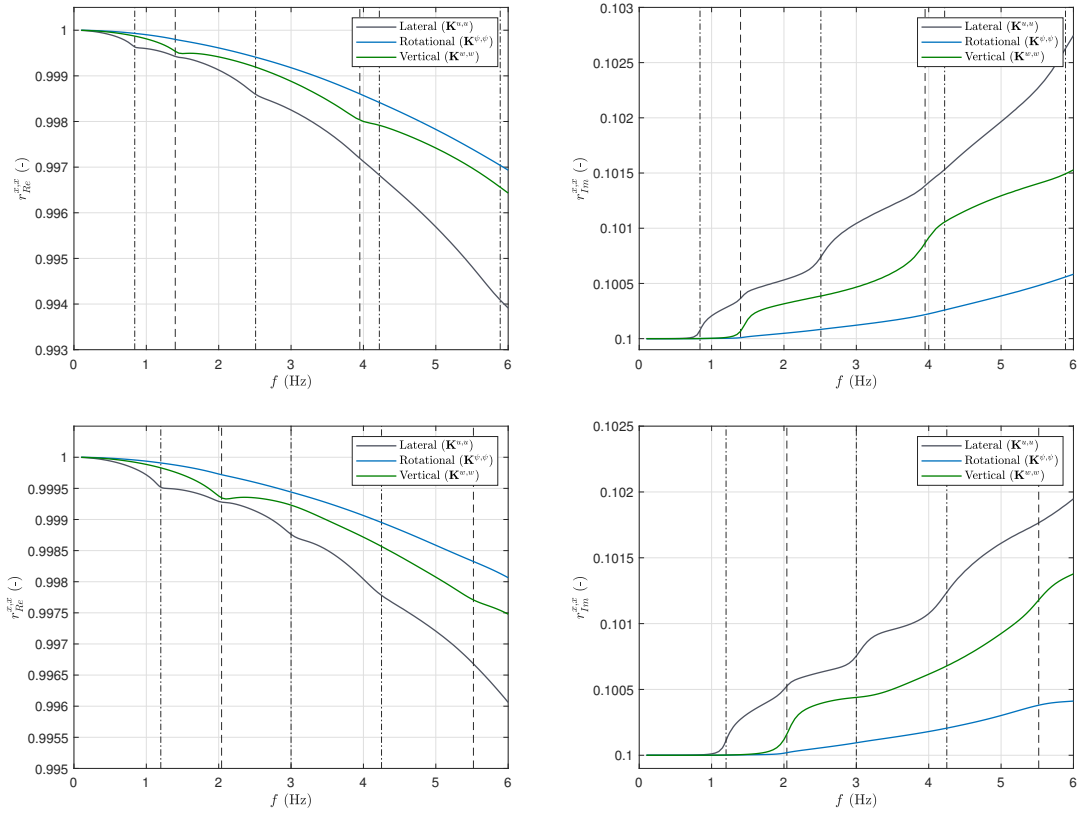 Lateral (K^{u,u})
Rotational (K^{ψ,ψ})
Vertical (K^{w,w})
1
0.999
0.998
0.997
0.996
0.995
0.994
0.993
r_{Re}^{x,x} (-)
0 1 2 3 4 5 6
f (Hz)
Lateral (K^{u,u})
Rotational (K^{ψ,ψ})
Vertical (K^{w,w})
0.103
0.1025
0.102
0.1015
0.101
0.1005
0.1
r_{Im}^{x,x} (-)
0 1 2 3 4 5 6
f (Hz)
Lateral (K^{u,u})
Rotational (K^{ψ,ψ})
Vertical (K^{w,w})
1
0.9995
0.999
0.9985
0.998
0.9975
0.997
0.9965
0.996
0.9955
0.995
r_{Re}^{x,x} (-)
0 1 2 3 4 5 6
f (Hz)
Lateral (K^{u,u})
Rotational (K^{ψ,ψ})
Vertical (K^{w,w})
0.1025
0.102
0.1015
0.101
0.1005
0.1
r_{Im}^{x,x} (-)
0 1 2 3 4 5 6
f (Hz)